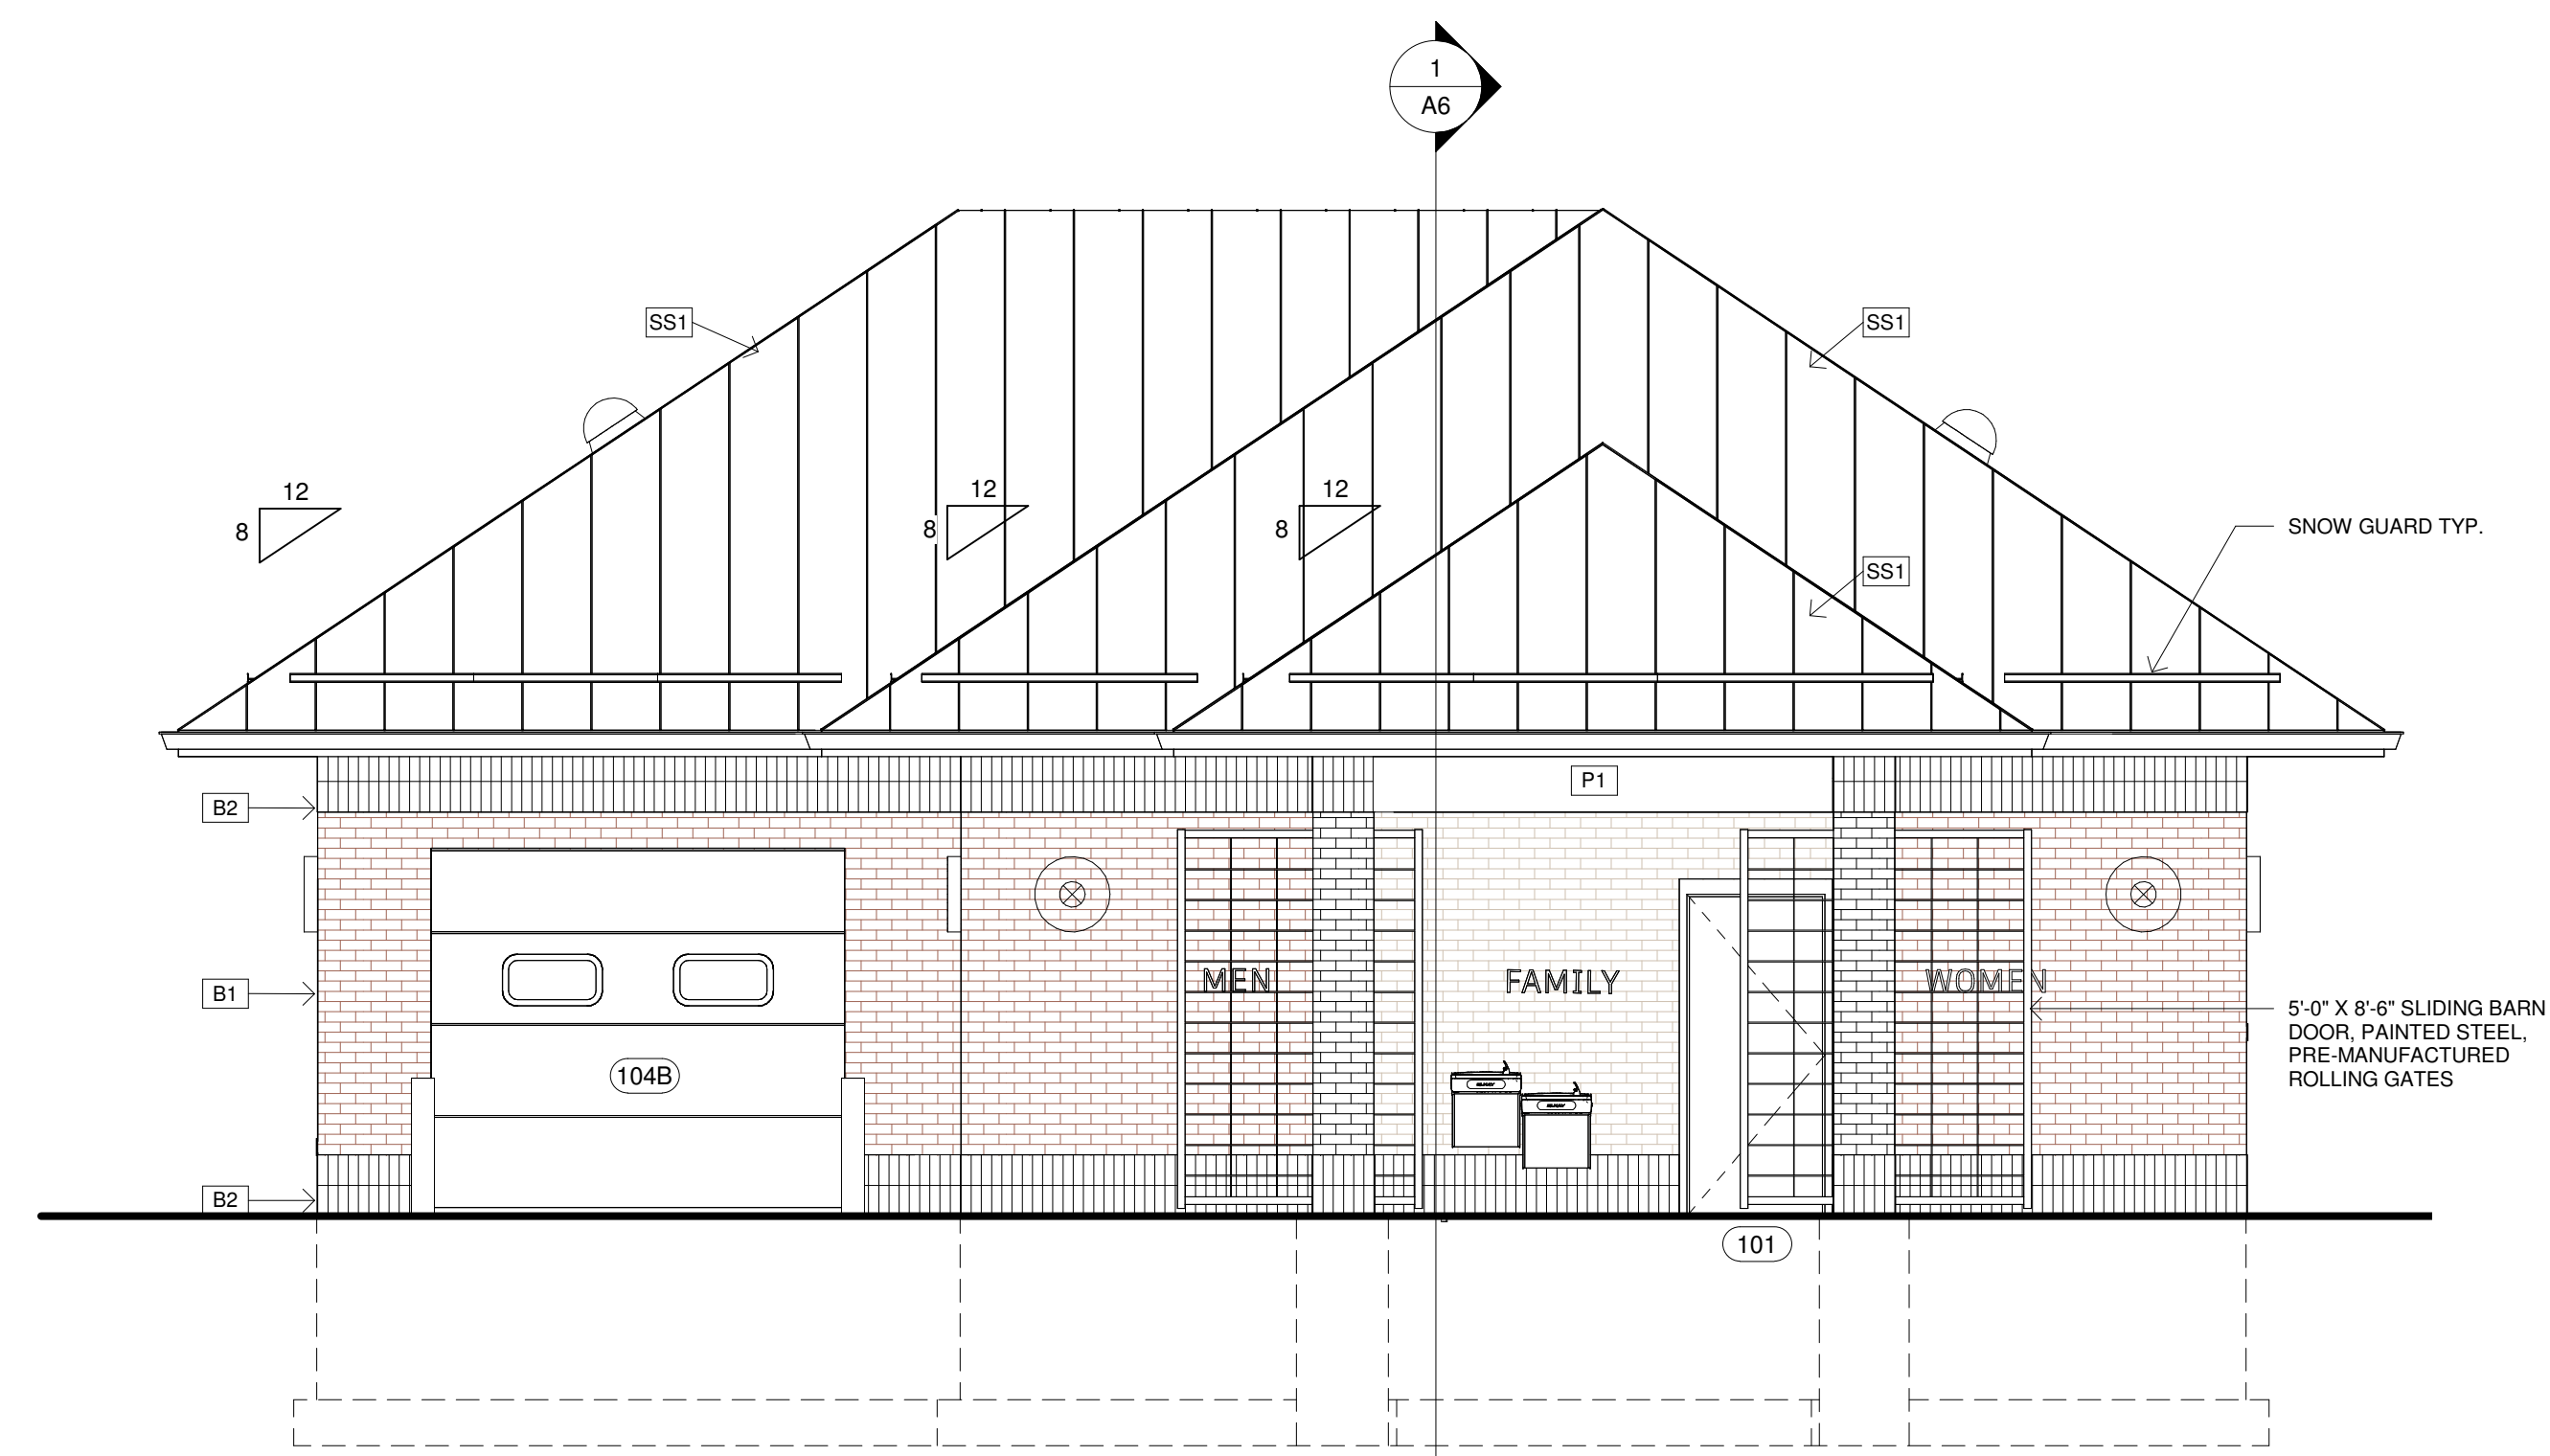 1
A6
SS1
SS1
12
8
12
8
12
8
SNOW GUARD TYP.
SS1
P1
B2
MEN
FAMILY
WOMEN
B1
5'-0" X 8'-6" SLIDING BARN
DOOR, PAINTED STEEL,
PRE-MANUFACTURED
ROLLING GATES
104B
B2
101